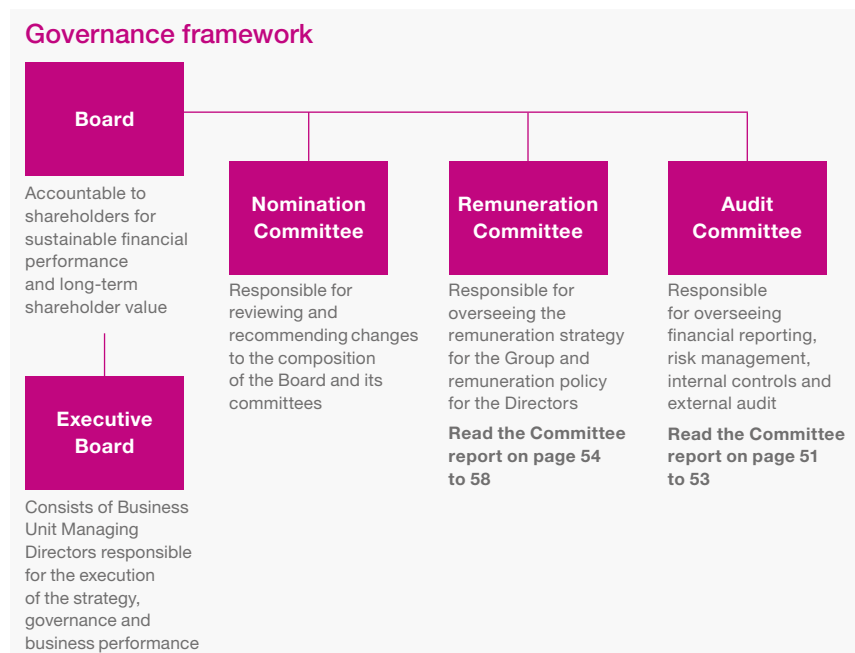 Governance framework
Board
Accountable to
shareholders for
sustainable financial
performance
and long-term
shareholder value
Executive
Board
Consists of Business
Unit Managing
Directors responsible
for the execution
of the strategy,
governance and
business performance
Nomination
Committee
Responsible for
reviewing and
recommending changes
to the composition
of the Board and its
committees
Remuneration
Committee
Responsible for
overseeing the
remuneration strategy
for the Group and
remuneration policy
for the Directors
Read the Committee
report on page 54
to 58
Audit
Committee
Responsible
for overseeing
financial reporting,
risk management,
internal controls and
external audit
Read the Committee
report on page 51
to 53